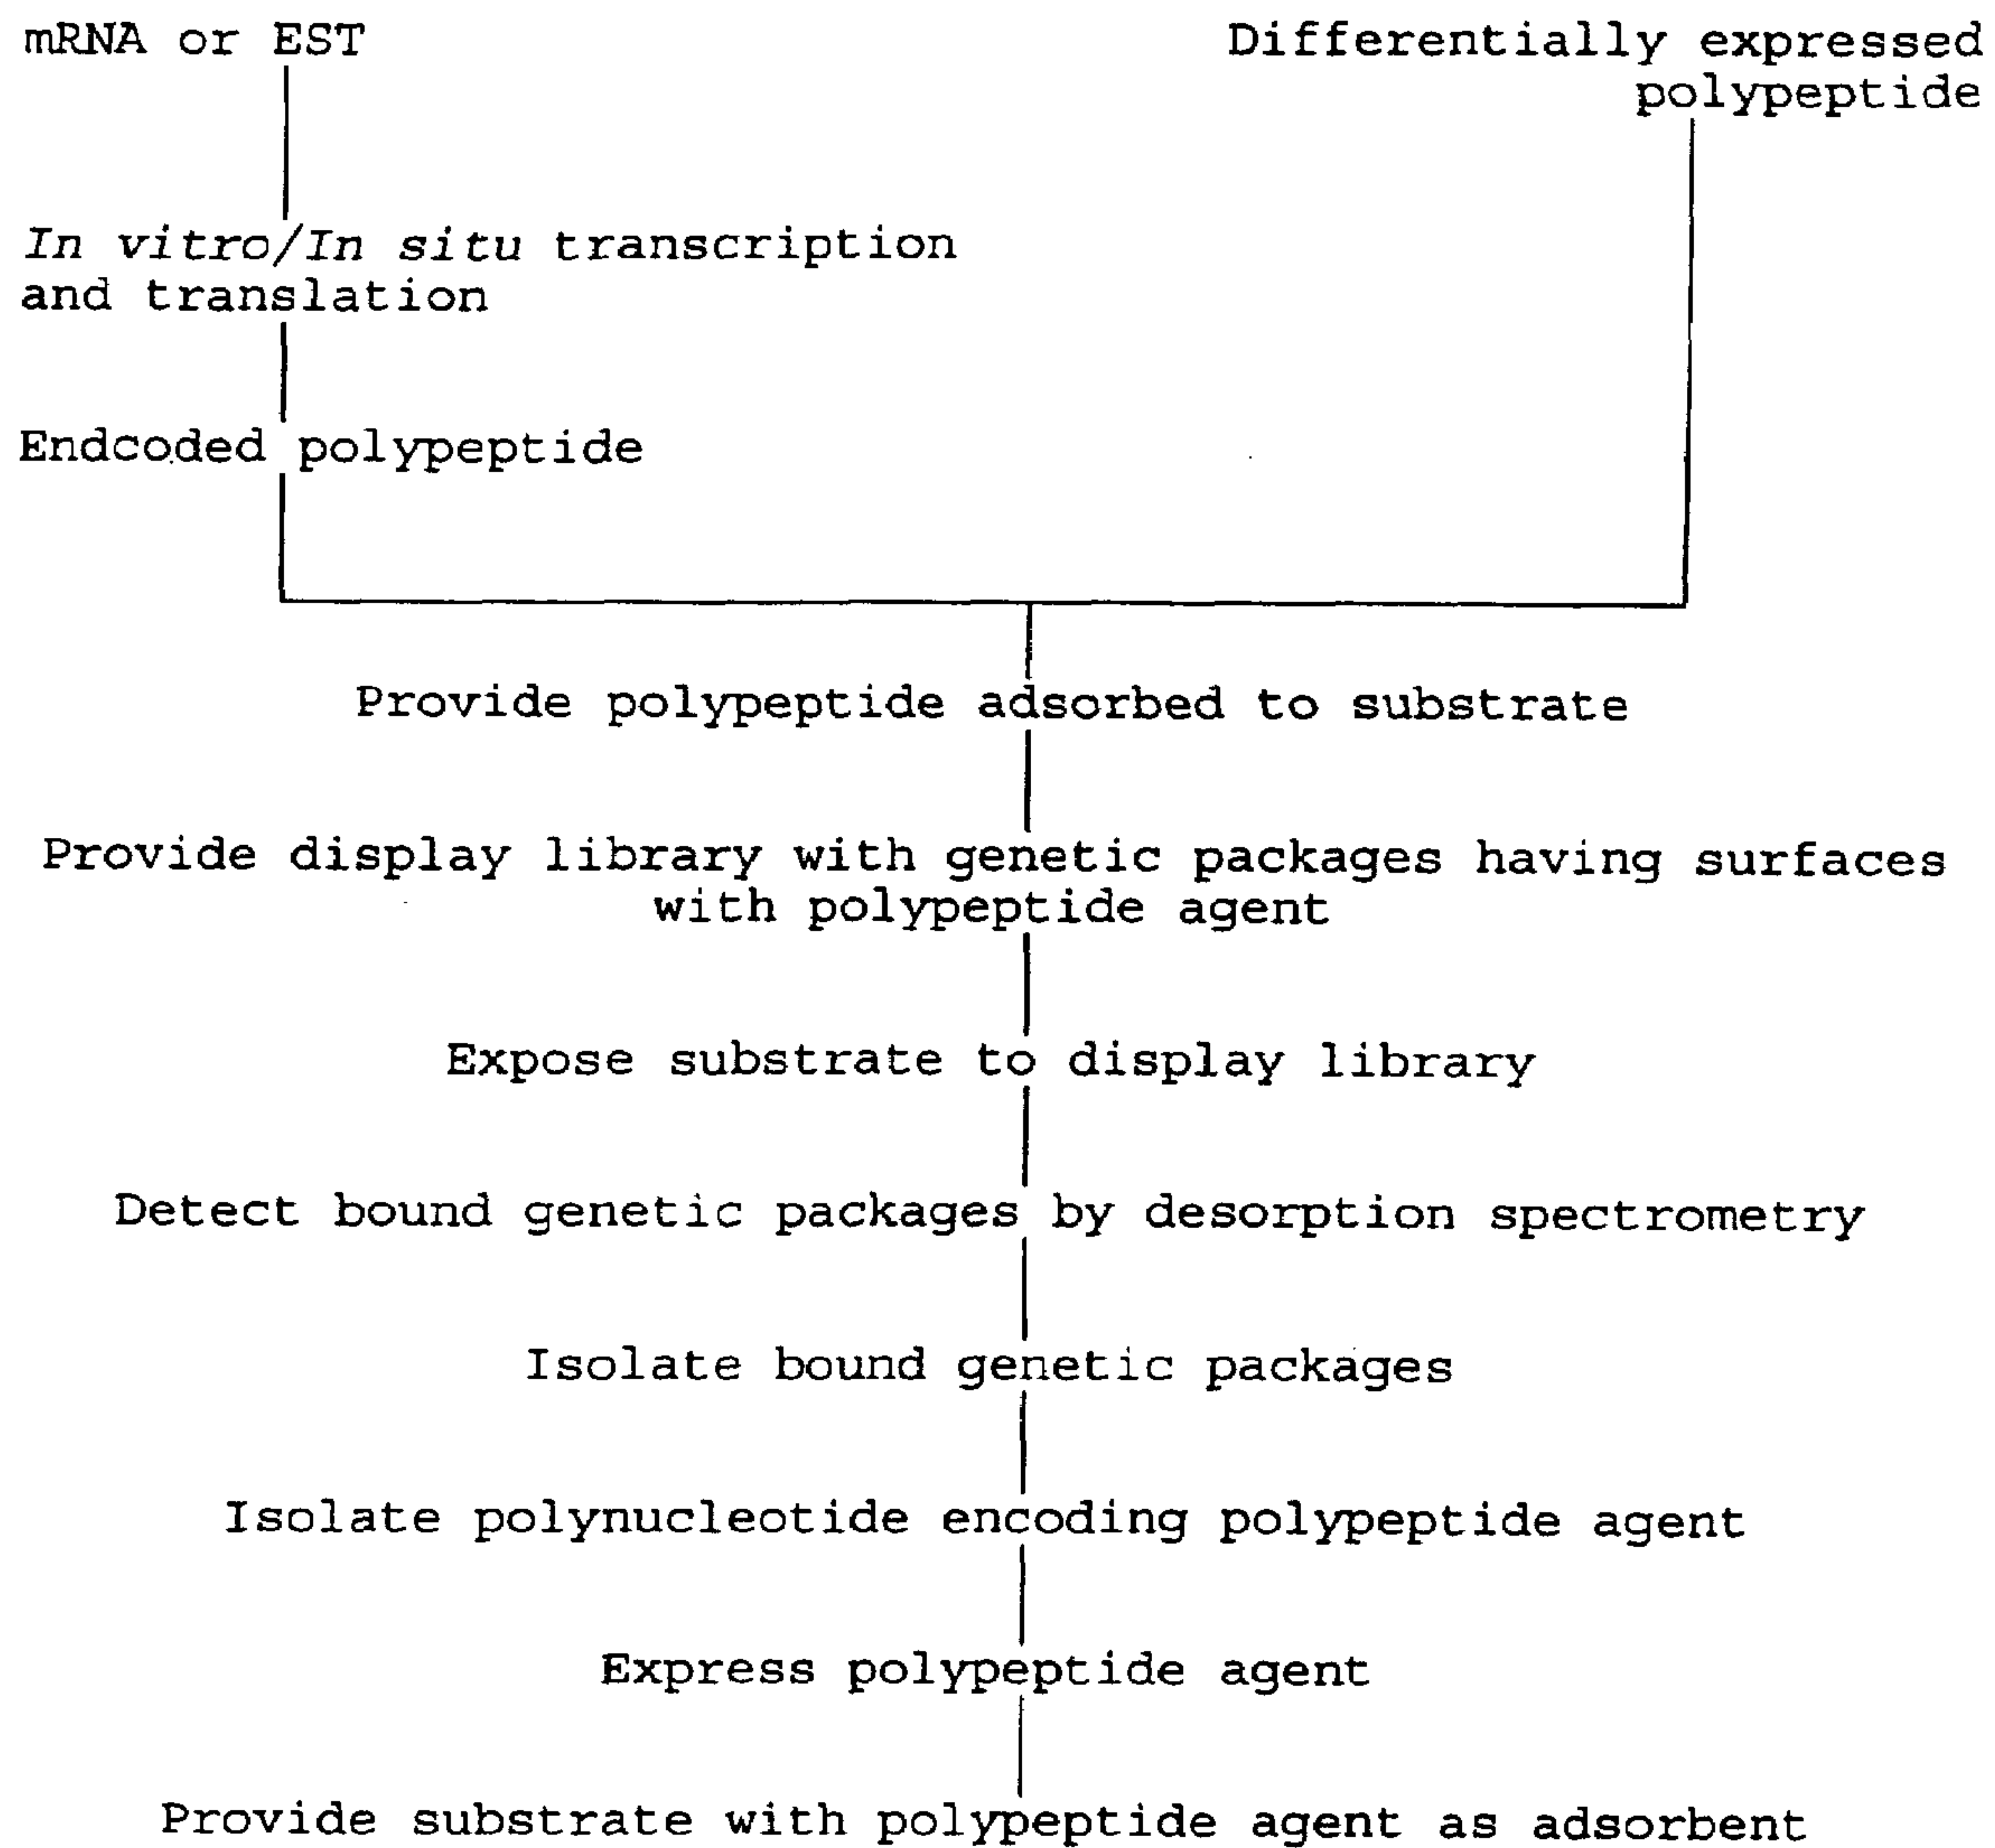 mRNA or EST
Differentially expressed
polypeptide
In vitro/In situ transcription
and translation
Endcoded polypeptide
Provide polypeptide adsorbed to substrate
Provide display library with genetic packages having surfaces
with polypeptide agent
Expose substrate to display library
Detect bound genetic packages by desorption spectrometry
Isolate bound genetic packages
Isolate polynucleotide encoding polypeptide agent
Express polypeptide agent
Provide substrate with polypeptide agent as adsorbent